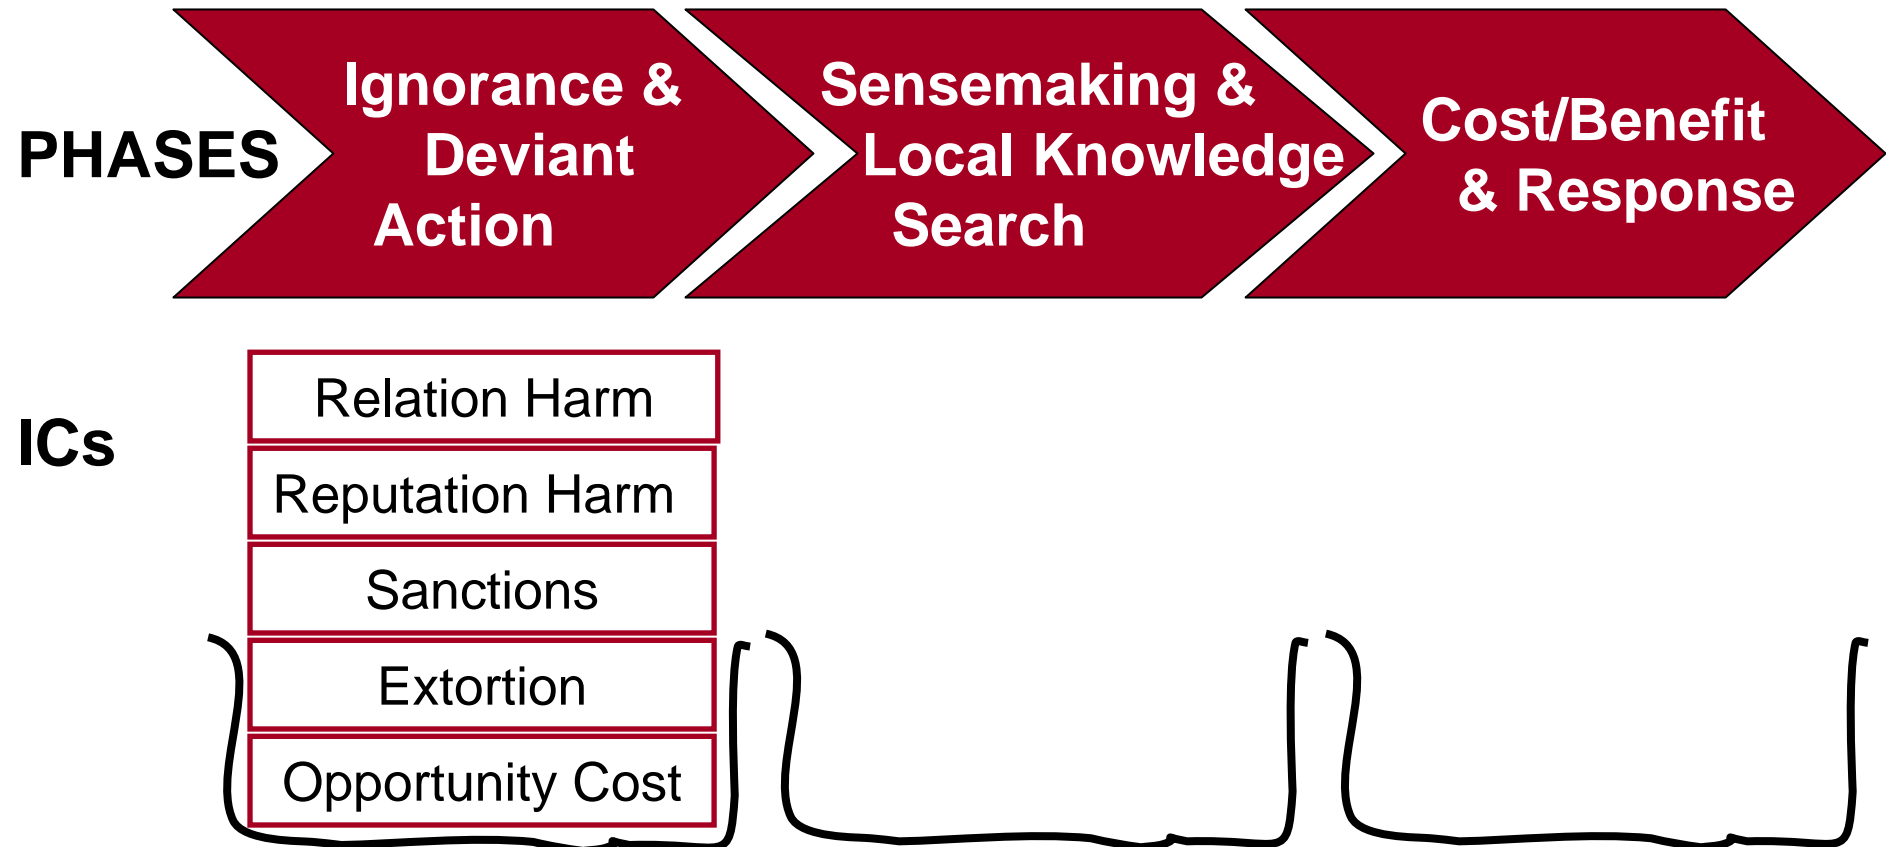 PHASES
Ignorance &
Deviant
Action
Sensemaking &
Local Knowledge
Search
Cost/Benefit
& Response
ICs
Relation Harm
Reputation Harm
Sanctions
Extortion
Opportunity Cost